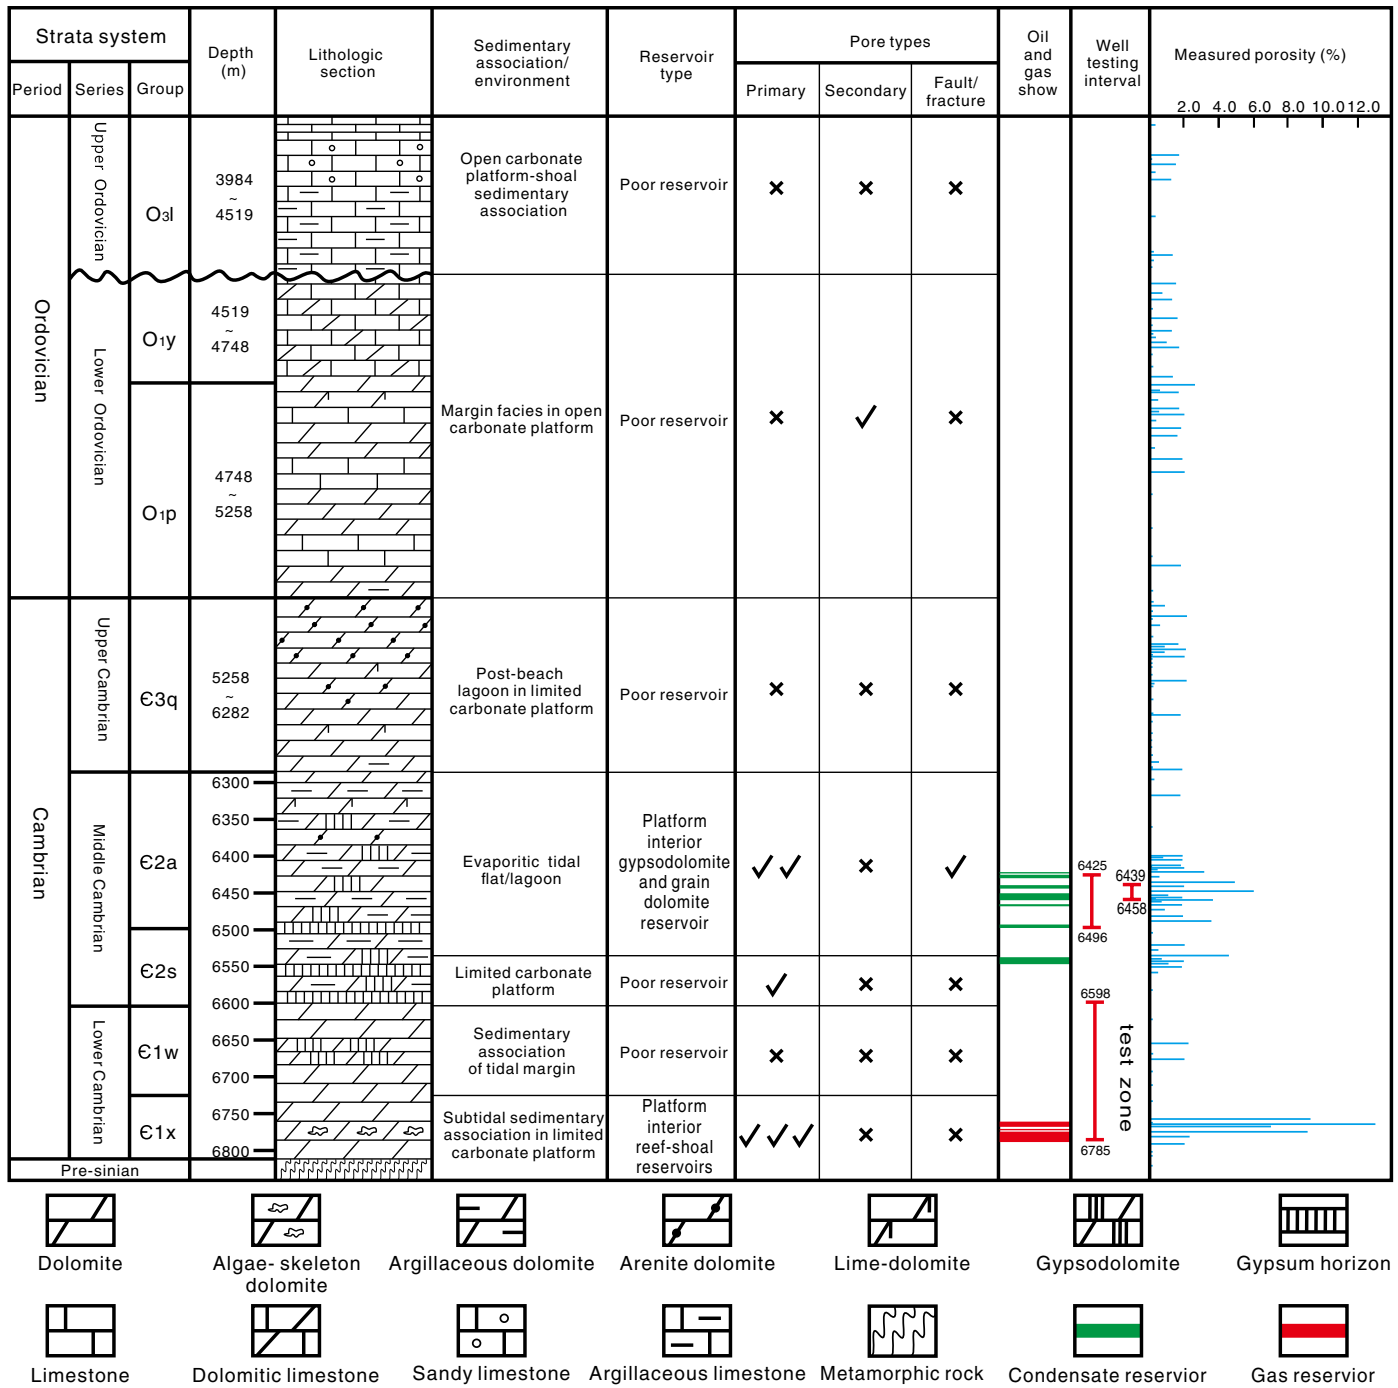 Strata system
Period
Series
Group
Depth
(m)
Lithologic
section
Sedimentary
association/
environment
Reservoir
type
Pore types
Primary
Secondary
Fault/
fracture
Oil
and
gas
show
Well
testing
interval
Measured porosity (%)
2.0 4.0 6.0 8.0 10.0 12.0
Ordovician
Upper Ordovician
O3l
3984
~
4519
Open carbonate
platform-shoal
sedimentary
association
Poor reservoir
Lower Ordovician
O1y
4519
~
4748
O1p
4748
~
5258
Margin facies in open
carbonate platform
Poor reservoir
Cambrian
Upper Cambrian
Є3q
5258
~
6282
Post-beach
lagoon in limited
carbonate platform
Poor reservoir
Middle Cambrian
Є2a
6300
6350
6400
6450
6500
Evaporitic tidal
flat/lagoon
Platform
interior
gypsodolomite
and grain
dolomite
reservoir
6425
6439
6458
6496
Є2s
6550
6600
Limited carbonate
platform
Poor reservoir
6598
Lower Cambrian
Є1w
6650
6700
Sedimentary
association
of tidal margin
Poor reservoir
test zone
Є1x
6750
6800
Subtidal sedimentary
association in limited
carbonate platform
Platform
interior
reef-shoal
reservoirs
6785
Pre-sinian
Dolomite
Algae- skeleton
dolomite
Argillaceous dolomite
Arenite dolomite
Lime-dolomite
Gypsodolomite
Gypsum horizon
Limestone
Dolomitic limestone
Sandy limestone
Argillaceous limestone
Metamorphic rock
Condensate reservior
Gas reservior